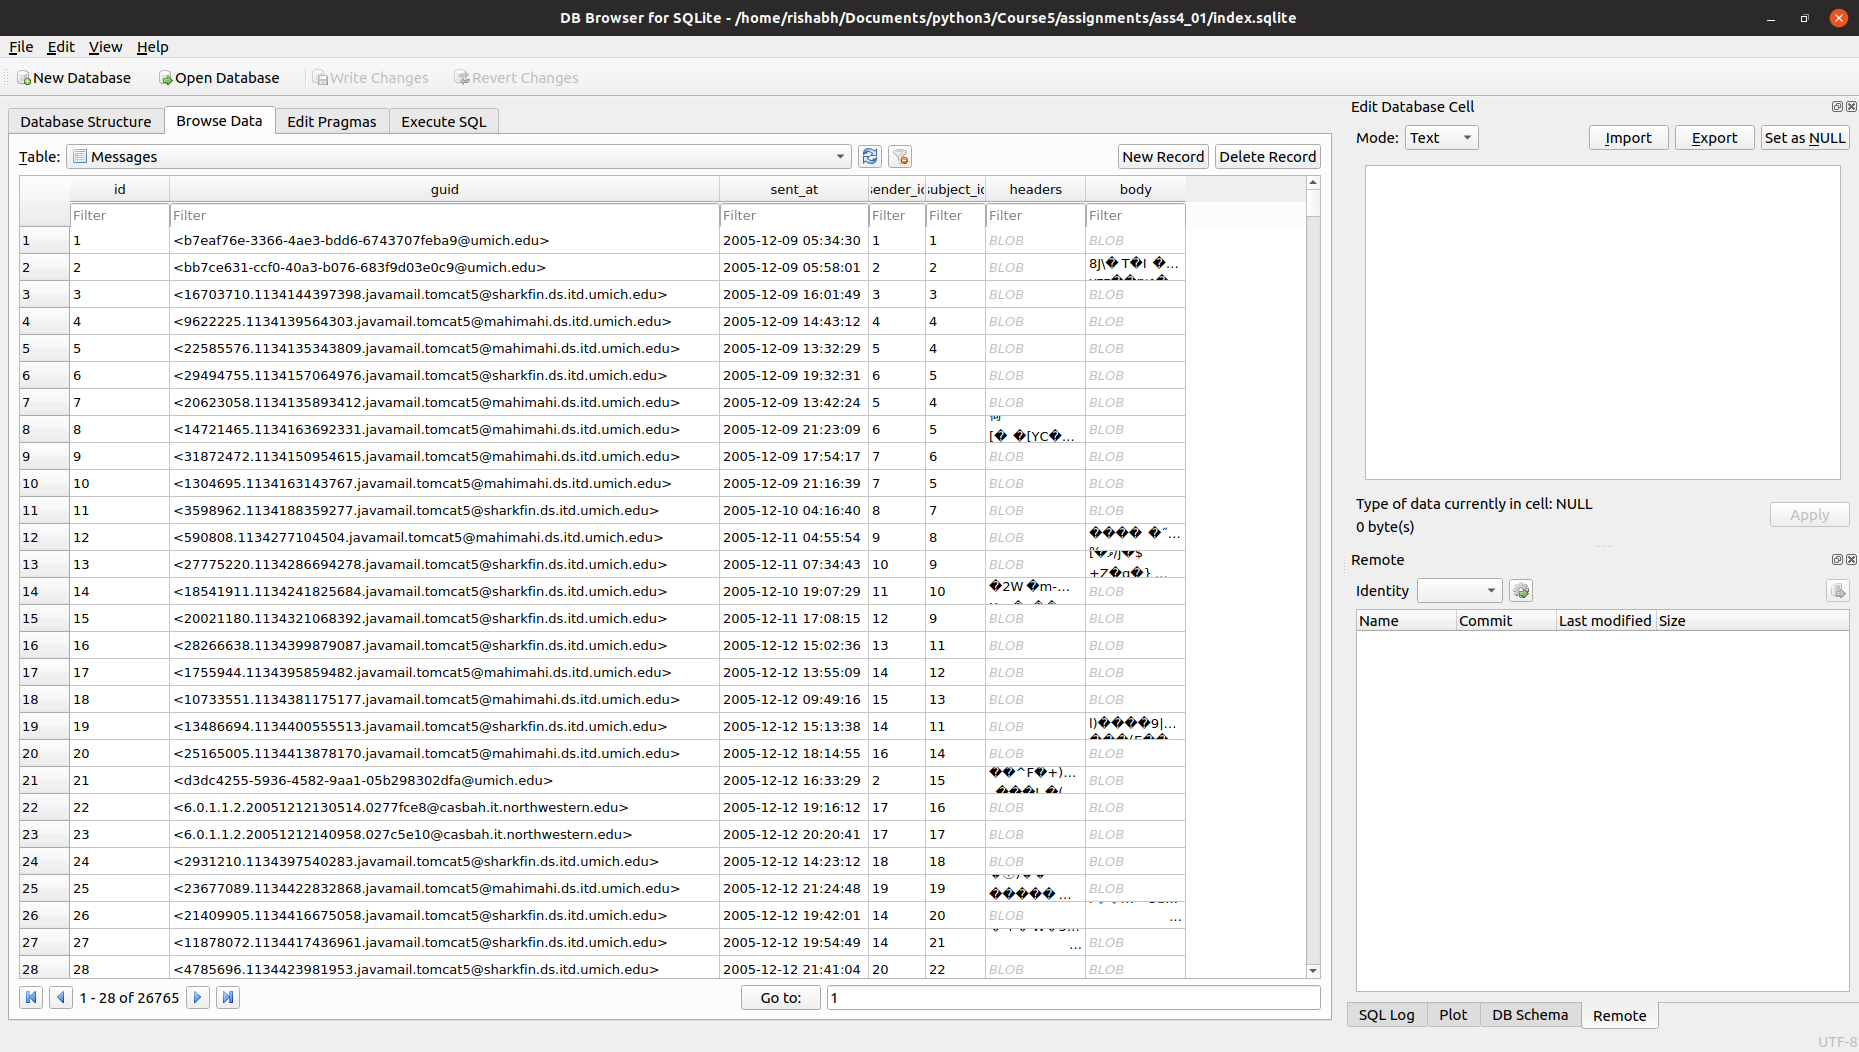 DB Browser for SQLite - /home/rishabh/Documents/python3/Course5/assignments/ass4_01/index.sqlite
File Edit View Help
New Database Open Database Write Changes Revert Changes
Database Structure Browse Data Edit Pragmas Execute SQL
Table: Messages New Record Delete Record
id guid sent_at headers body
Filter Filter Filter Filter Filter Filter Filter
1 1 <b7eaf76e-3366-4ae3-bdd6-6743707feba9@umich.edu> 2005-12-09 05:34:30 1 1 BLOB BLOB
2 2 <bb7ce631-ccf0-40a3-b076-683f9d03e0c9@umich.edu> 2005-12-09 05:58:01 2 2 BLOB
3 3 <16703710.1134144397398.javamail.tomcat5@sharkfin.ds.itd.umich.edu> 2005-12-09 16:01:49 3 3 BLOB BLOB
4 4 <9622225.1134139564303.javamail.tomcat5@mahimahi.ds.itd.umich.edu> 2005-12-09 14:43:12 4 4 BLOB BLOB
5 5 <22585576.1134135343809.javamail.tomcat5@mahimahi.ds.itd.umich.edu> 2005-12-09 13:32:29 5 4 BLOB BLOB
6 6 <29494755.1134157064976.javamail.tomcat5@sharkfin.ds.itd.umich.edu> 2005-12-09 19:32:31 6 5 BLOB BLOB
7 7 <20623058.1134135893412.javamail.tomcat5@mahimahi.ds.itd.umich.edu> 2005-12-09 13:42:24 5 4 BLOB BLOB
8 8 <14721465.1134163692331.javamail.tomcat5@mahimahi.ds.itd.umich.edu> 2005-12-09 21:23:09 6 5 BLOB
9 9 <31872472.1134150954615.javamail.tomcat5@mahimahi.ds.itd.umich.edu> 2005-12-09 17:54:17 7 6 BLOB BLOB
10 10 <1304695.1134163143767.javamail.tomcat5@mahimahi.ds.itd.umich.edu> 2005-12-09 21:16:39 7 5 BLOB BLOB
11 11 <3598962.1134188359277.javamail.tomcat5@sharkfin.ds.itd.umich.edu> 2005-12-10 04:16:40 8 7 BLOB BLOB
12 12 <590808.1134277104504.javamail.tomcat5@mahimahi.ds.itd.umich.edu> 2005-12-11 04:55:54 9 8 BLOB
13 13 <27775220.1134286694278.javamail.tomcat5@mahimahi.ds.itd.umich.edu> 2005-12-11 07:34:43 10 9 BLOB
14 14 <18541911.1134241825684.javamail.tomcat5@mahimahi.ds.itd.umich.edu> 2005-12-10 19:07:29 11 10 BLOB
15 15 <20021180.1134321068392.javamail.tomcat5@sharkfin.ds.itd.umich.edu> 2005-12-11 17:08:15 12 9 BLOB BLOB
16 16 <28266638.1134399879087.javamail.tomcat5@sharkfin.ds.itd.umich.edu> 2005-12-12 15:02:36 13 11 BLOB BLOB
17 17 <1755944.1134395859482.javamail.tomcat5@mahimahi.ds.itd.umich.edu> 2005-12-12 13:55:09 14 12 BLOB BLOB
18 18 <10733551.1134381175177.javamail.tomcat5@mahimahi.ds.itd.umich.edu> 2005-12-12 09:49:16 15 13 BLOB BLOB
19 19 <13486694.1134400555513.javamail.tomcat5@sharkfin.ds.itd.umich.edu> 2005-12-12 15:13:38 14 11 BLOB
20 20 <25165005.1134413878170.javamail.tomcat5@mahimahi.ds.itd.umich.edu> 2005-12-12 18:14:55 16 14 BLOB BLOB
21 21 <d3dc4255-5936-4582-9aa1-05b298302dfa@umich.edu> 2005-12-12 16:33:29 2 15 BLOB
22 22 <6.0.1.1.2.20051212130514.0277fce8@casbah.it.northwestern.edu> 2005-12-12 19:16:12 17 16 BLOB BLOB
23 23 <6.0.1.1.2.20051212140958.027c5e10@casbah.it.northwestern.edu> 2005-12-12 20:20:41 17 17 BLOB BLOB
24 24 <2931210.1134397540283.javamail.tomcat5@sharkfin.ds.itd.umich.edu> 2005-12-12 14:23:12 18 18 BLOB BLOB
25 25 <23677089.1134422832868.javamail.tomcat5@mahimahi.ds.itd.umich.edu> 2005-12-12 21:24:48 19 19 BLOB
26 26 <21409905.1134416675058.javamail.tomcat5@sharkfin.ds.itd.umich.edu> 2005-12-12 19:42:01 14 20 BLOB
27 27 <11878072.1134417436961.javamail.tomcat5@sharkfin.ds.itd.umich.edu> 2005-12-12 19:54:49 14 21 BLOB
28 28 <4785696.1134423981953.javamail.tomcat5@sharkfin.ds.itd.umich.edu> 2005-12-12 21:41:04 20 22 BLOB BLOB
1 - 28 of 26765 Go to: 1
Edit Database Cell
Mode: Text Import Export Set as NULL
Type of data currently in cell: NULL
0 byte(s)
Apply
Remote
Identity
Name Commit Last modified Size
SQL Log Plot DB Schema Remote
UTF-8